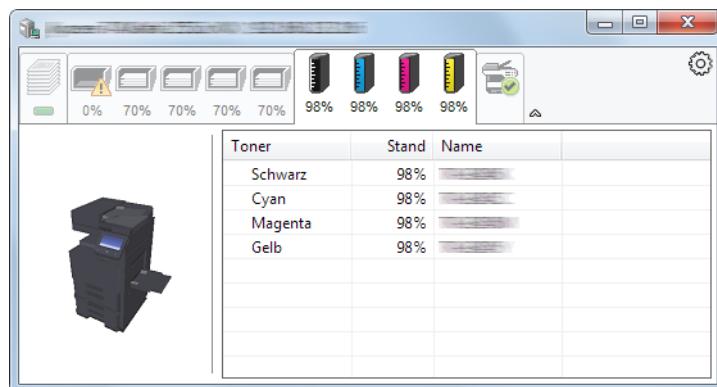 0% 70% 70% 70% 70% 98% 98% 98% 98%
Toner Stand Name
Schwarz 98%
Cyan 98%
Magenta 98%
Gelb 98%